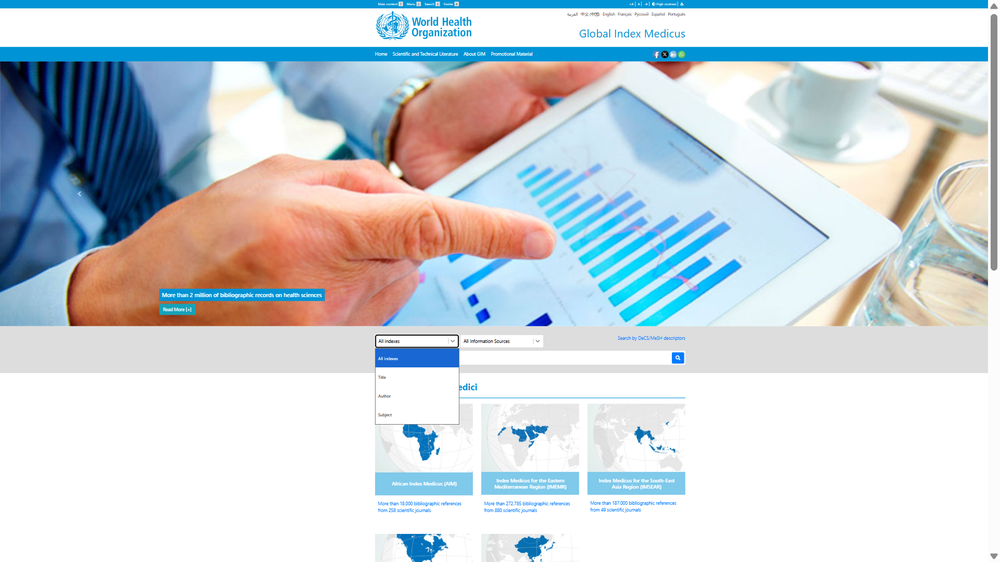 Main content 1 Menu 2 Search 3 Footer 4
+A A -A High contrast
العربية 中文 (中国) English Français Русский Español Português
World Health
Organization
Global Index Medicus
Home Scientific and Technical Literature About GIM Promotional Material
More than 2 million of bibliographic records on health sciences
Read More [+]
All indexes
All Information Sources
Search by DeCS/MeSH descriptors
All indexes
Title
Author
Subject
edici
African Index Medicus (AIM)
More than 18.000 bibliographic references
from 258 scientific journals
Index Medicus for the Eastern
Mediterranean Region (IMEMR)
More than 272.785 bibliographic references
from 880 scientific journals
Index Medicus for the South-East
Asia Region (IMSEAR)
More than 187.000 bibliographic references
from 49 scientific journals